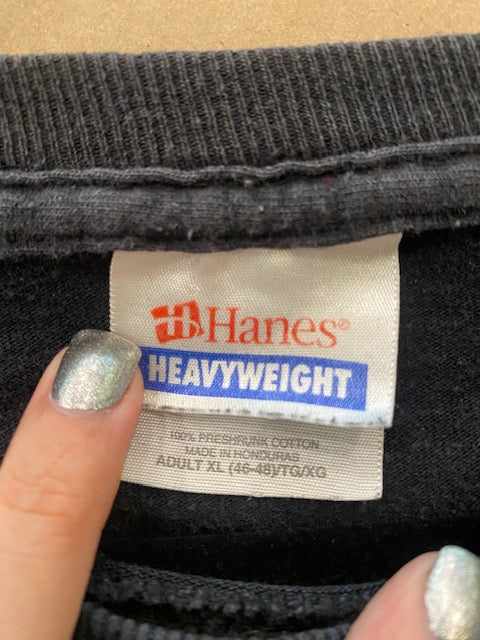 Hanes®
HEAVYWEIGHT
100% PRESHRUNK COTTON
MADE IN HONDURAS
ADULT XL (46-48)/TG/XG